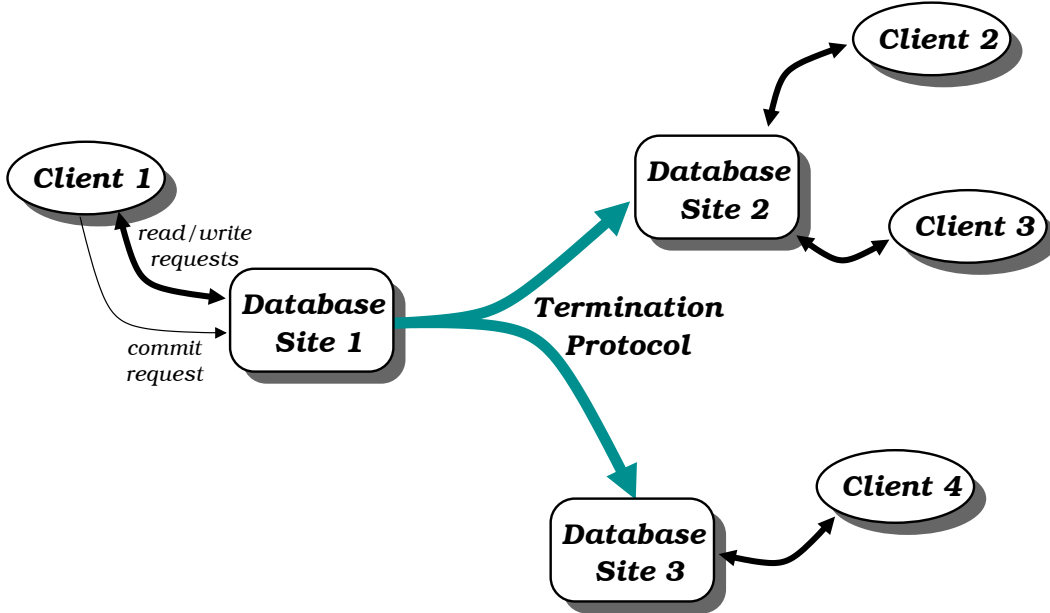 Client 1
read/write
requests
commit
request
Database
Site 1
Termination
Protocol
Database
Site 2
Client 2
Client 3
Database
Site 3
Client 4